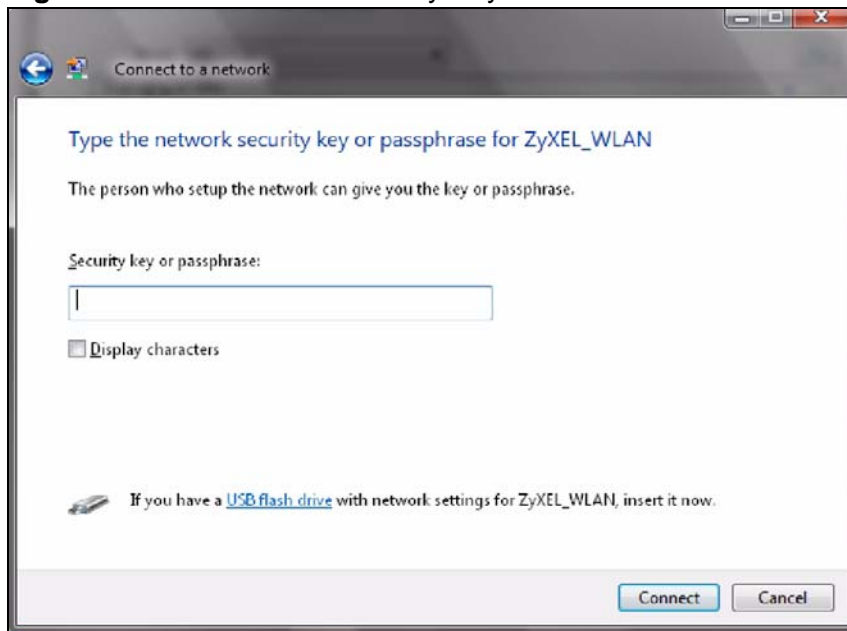 Connect to a network
Type the network security key or passphrase for ZyXEL_WLAN
The person who setup the network can give you the key or passphrase.
Security key or passphrase:
Display characters
If you have a USB flash drive with network settings for ZyXEL_WLAN, insert it now.
Connect
Cancel